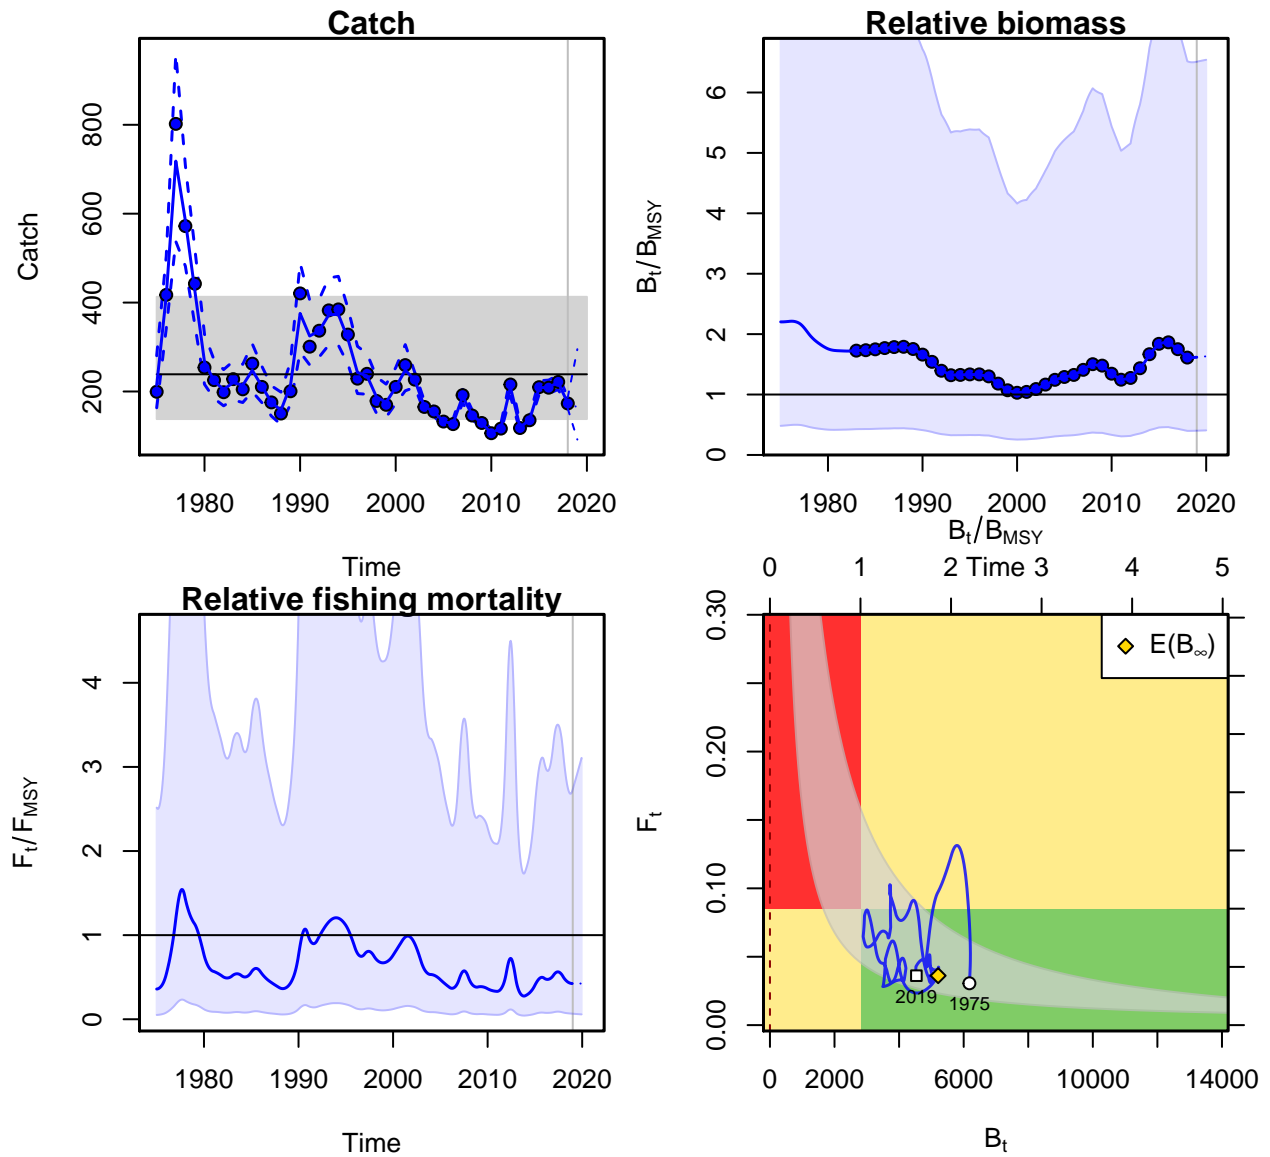 Catch
Catch
800
600
400
200
1980 1990 2000 2010 2020
Time
Relative biomass
Bt/BMSY
6
5
4
3
2
1
0
1980 1990 2000 2010 2020
Time
Relative fishing mortality
Ft/FMSY
4
3
2
1
0
1980 1990 2000 2010 2020
Time
Bt/BMSY
0 1 2 3 4 5
Ft
0.30
0.20
0.10
0.00
E(B∞)
2019 1975
0 2000 6000 10000 14000
Bt